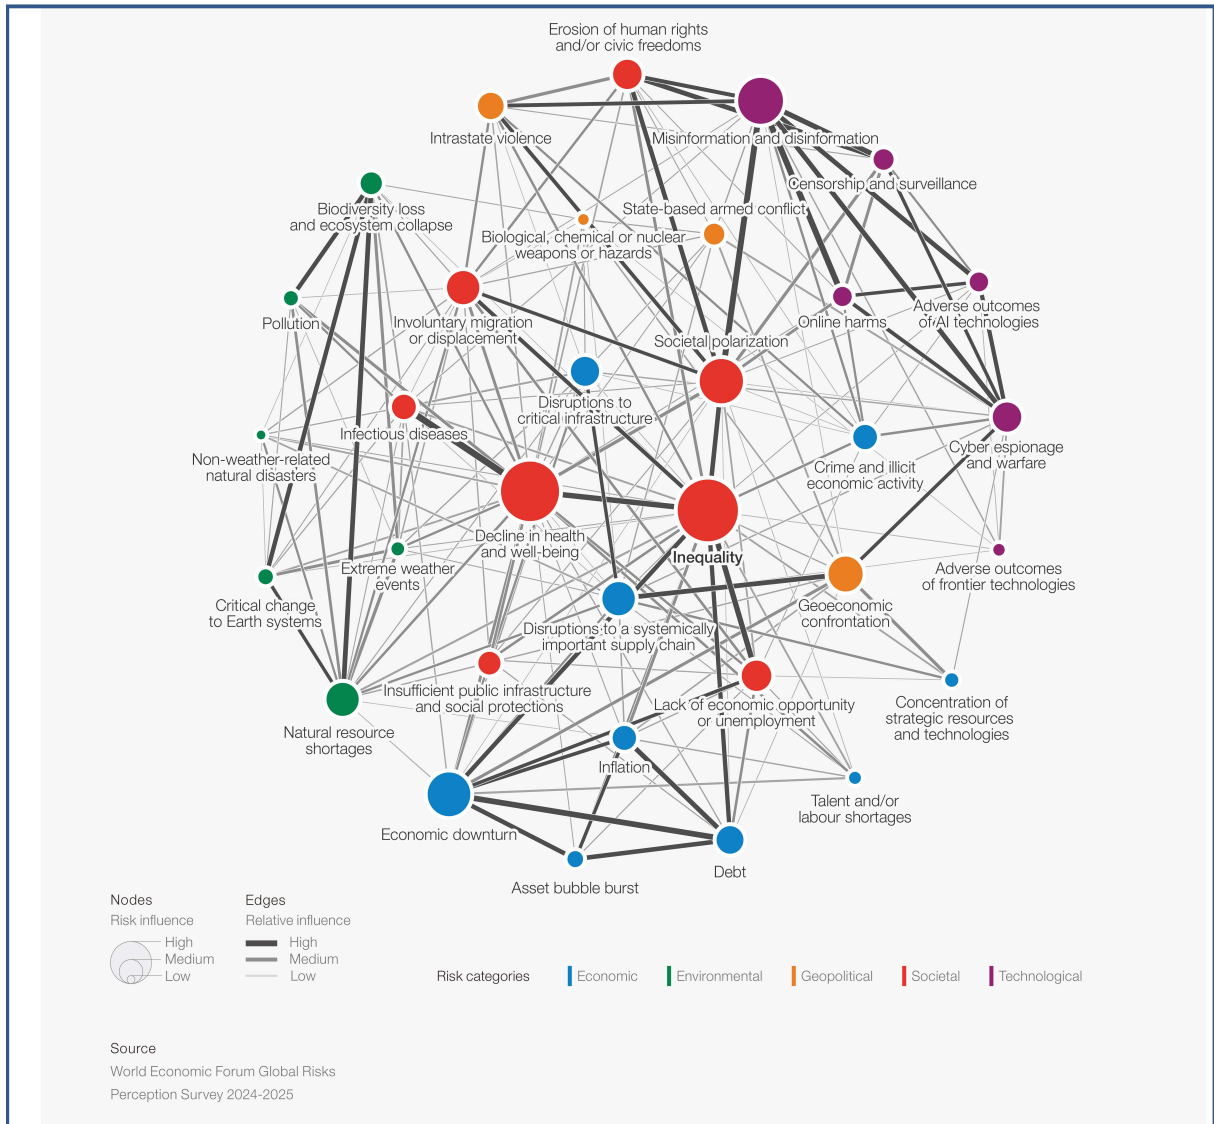 Erosion of human rights
and/or civic freedoms
Intrastate violence
Misinformation and disinformation
Censorship and surveillance
Biodiversity loss
and ecosystem collapse
State-based armed conflict
Biological, chemical or nuclear
weapons or hazards
Pollution
Involuntary migration
or displacement
Online harms
Adverse outcomes
of AI technologies
Societal polarization
Disruptions to
critical infrastructure
Infectious diseases
Non-weather-related
natural disasters
Crime and illicit
economic activity
Cyber espionage
and warfare
Decline in health
and well-being
Inequality
Extreme weather
events
Adverse outcomes
of frontier technologies
Critical change
to Earth systems
Geoeconomic
confrontation
Disruptions to a systemically
important supply chain
Insufficient public infrastructure
and social protections
Lack of economic opportunity
or unemployment
Concentration of
strategic resources
and technologies
Natural resource
shortages
Inflation
Talent and/or
labour shortages
Economic downturn
Debt
Asset bubble burst
Nodes
Risk influence
High
Medium
Low
Edges
Relative influence
High
Medium
Low
Risk categories
Economic
Environmental
Geopolitical
Societal
Technological
Source
World Economic Forum Global Risks
Perception Survey 2024-2025